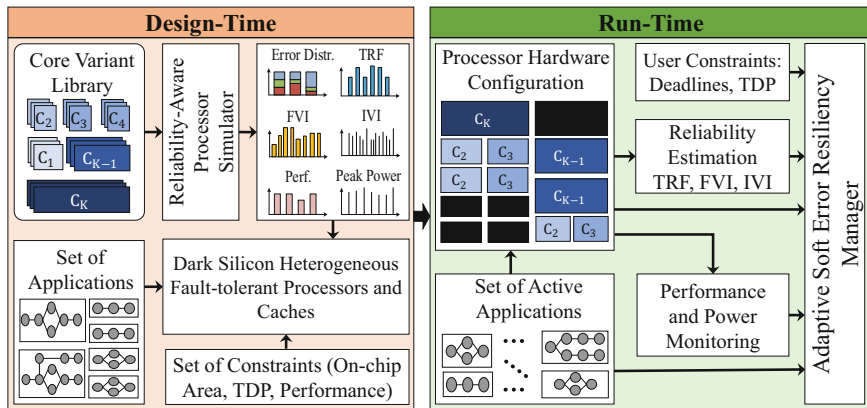 Design-Time
Core Variant
Library
C2 C3 C4
C1 CK−1
CK
Reliability-Aware
Processor
Simulator
Error Distr. TRF
FVI IVI
Perf. Peak Power
Set of
Applications
Dark Silicon Heterogeneous
Fault-tolerant Processors and
Caches
Set of Constraints (On-chip
Area, TDP, Performance)
Run-Time
Processor Hardware
Configuration
CK
C2 C3 CK−1
C2 C3
CK−1
C2 C3
Set of Active
Applications
User Constraints:
Deadlines, TDP
Reliability
Estimation
TRF, FVI, IVI
Performance
and Power
Monitoring
Adaptive Soft Error Resiliency
Manager